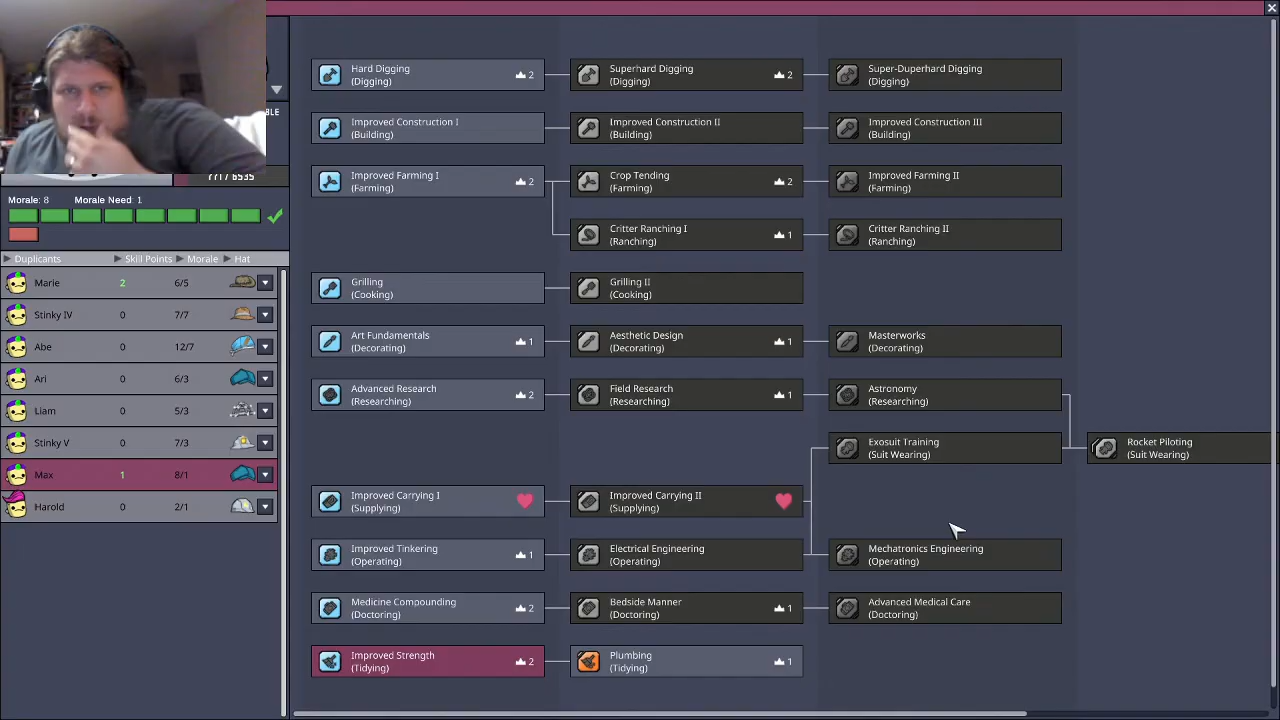 Hard Digging
(Digging)
2
Superhard Digging
(Digging)
2
Super-Duperhard Digging
(Digging)
Improved Construction I
(Building)
Improved Construction II
(Building)
Improved Construction III
(Building)
Improved Farming I
(Farming)
2
Crop Tending
(Farming)
2
Improved Farming II
(Farming)
Critter Ranching I
(Ranching)
1
Critter Ranching II
(Ranching)
Grilling
(Cooking)
Grilling II
(Cooking)
Art Fundamentals
(Decorating)
1
Aesthetic Design
(Decorating)
1
Masterworks
(Decorating)
Advanced Research
(Researching)
2
Field Research
(Researching)
1
Astronomy
(Researching)
Exosuit Training
(Suit Wearing)
Rocket Piloting
(Suit Wearing)
Improved Carrying I
(Supplying)
Improved Carrying II
(Supplying)
Improved Tinkering
(Operating)
1
Electrical Engineering
(Operating)
Mechatronics Engineering
(Operating)
Medicine Compounding
(Doctoring)
2
Bedside Manner
(Doctoring)
1
Advanced Medical Care
(Doctoring)
Improved Strength
(Tidying)
2
Plumbing
(Tidying)
1
Morale: 8 Morale Need: 1
Duplicants Skill Points Morale Hat
Marie 2 6/5
Stinky IV 0 7/7
Abe 0 12/7
Ari 0 6/3
Liam 0 5/3
Stinky V 0 7/3
Max 1 8/1
Harold 0 2/1